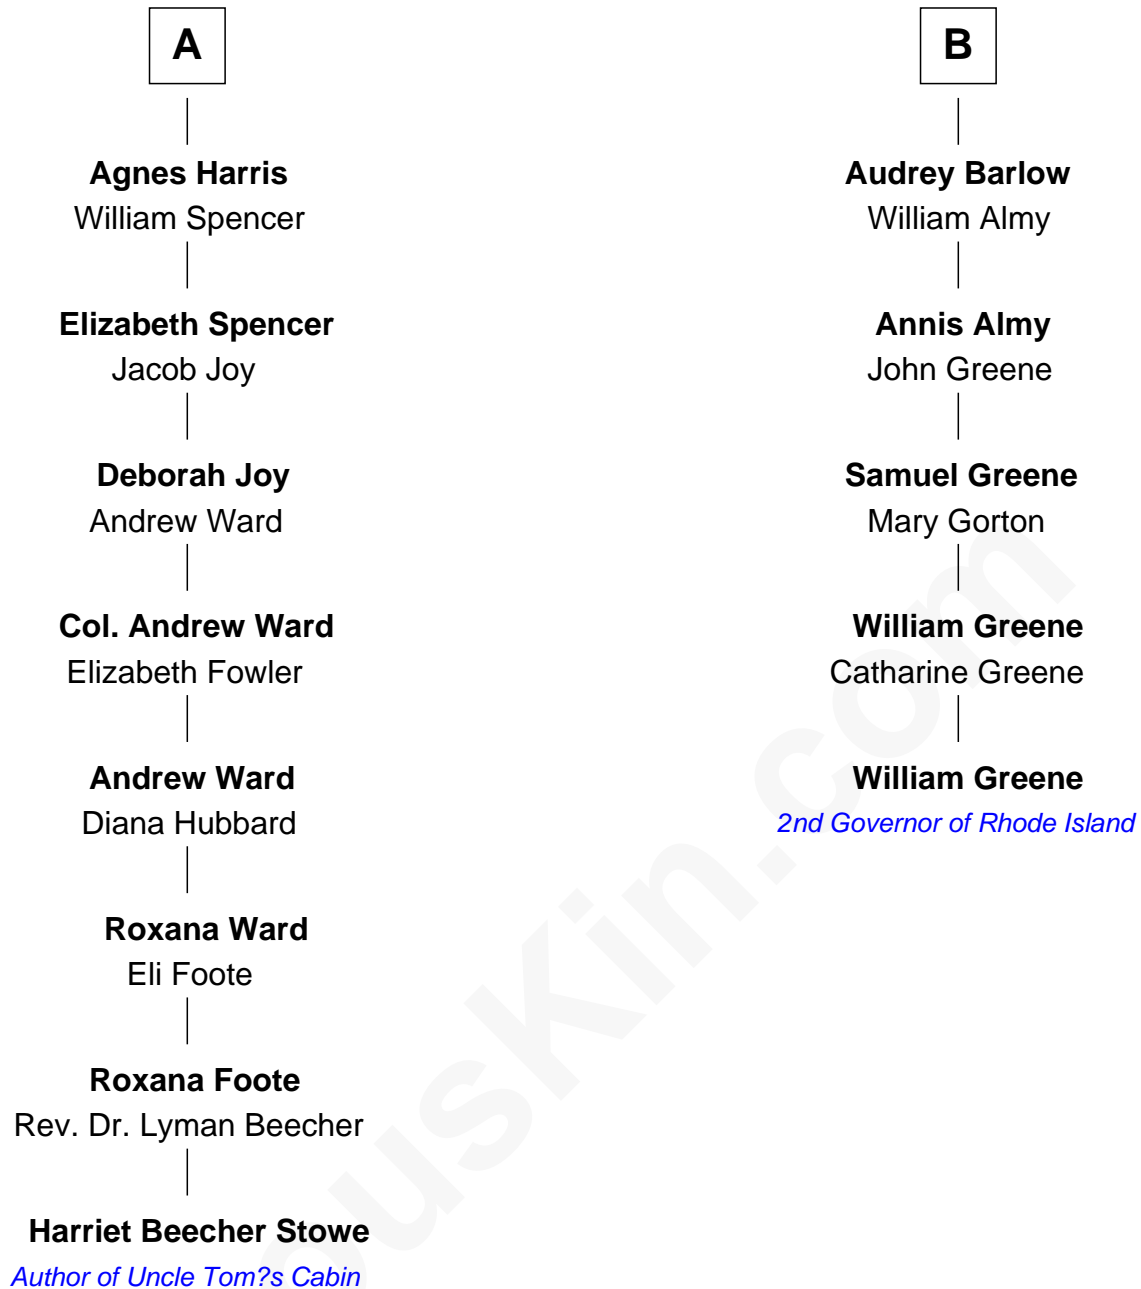 A
Agnes Harris
William Spencer
Elizabeth Spencer
Jacob Joy
Deborah Joy
Andrew Ward
Col. Andrew Ward
Elizabeth Fowler
Andrew Ward
Diana Hubbard
Roxana Ward
Eli Foote
Roxana Foote
Rev. Dr. Lyman Beecher
Harriet Beecher Stowe
Author of Uncle Tom?s Cabin
B
Audrey Barlow
William Almy
Annis Almy
John Greene
Samuel Greene
Mary Gorton
William Greene
Catharine Greene
William Greene
2nd Governor of Rhode Island
ousKin.com